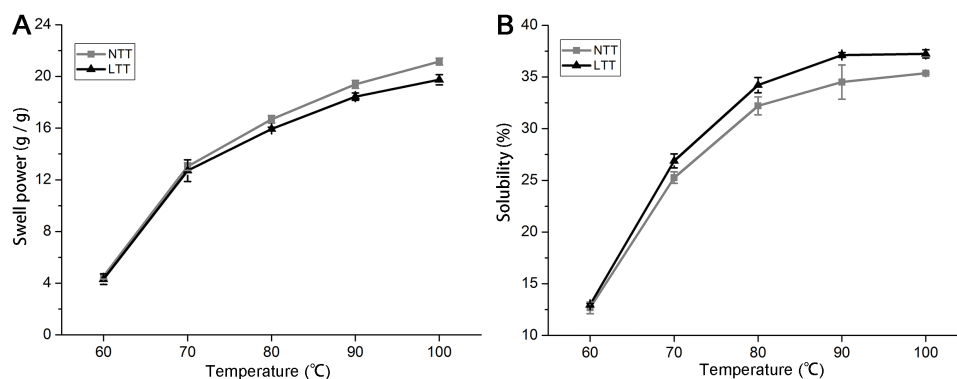 A
24
20
16
12
8
4
0
Swell power (g / g)
NTT
LTT
60 70 80 90 100
Temperature (℃)
B
40
35
30
25
20
15
10
Solubility (%)
NTT
LTT
60 70 80 90 100
Temperature (℃)